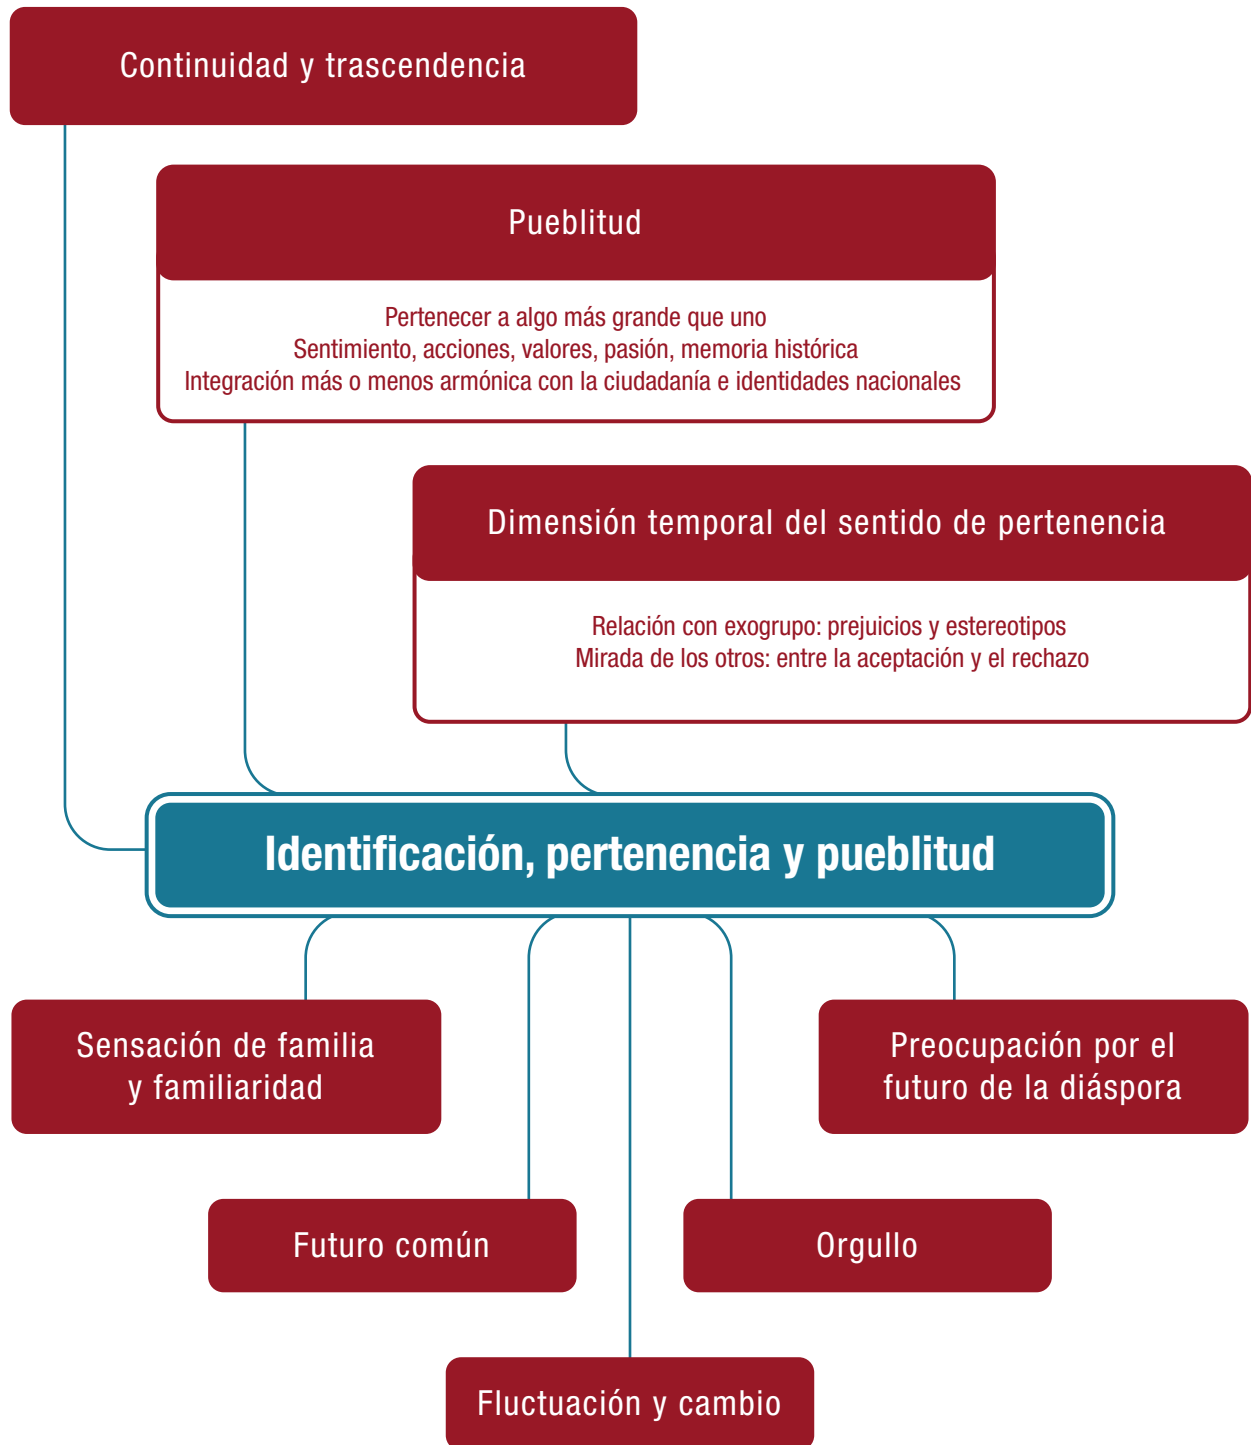 Continuidad y trascendencia
Pueblitud
Pertenecer a algo más grande que uno
Sentimiento, acciones, valores, pasión, memoria histórica
Integración más o menos armónica con la ciudadanía e identidades nacionales
Dimensión temporal del sentido de pertenencia
Relación con exogrupo: prejuicios y estereotipos
Mirada de los otros: entre la aceptación y el rechazo
Identificación, pertenencia y pueblitud
Sensación de familia
y familiaridad
Preocupación por el
futuro de la diáspora
Futuro común
Orgullo
Fluctuación y cambio